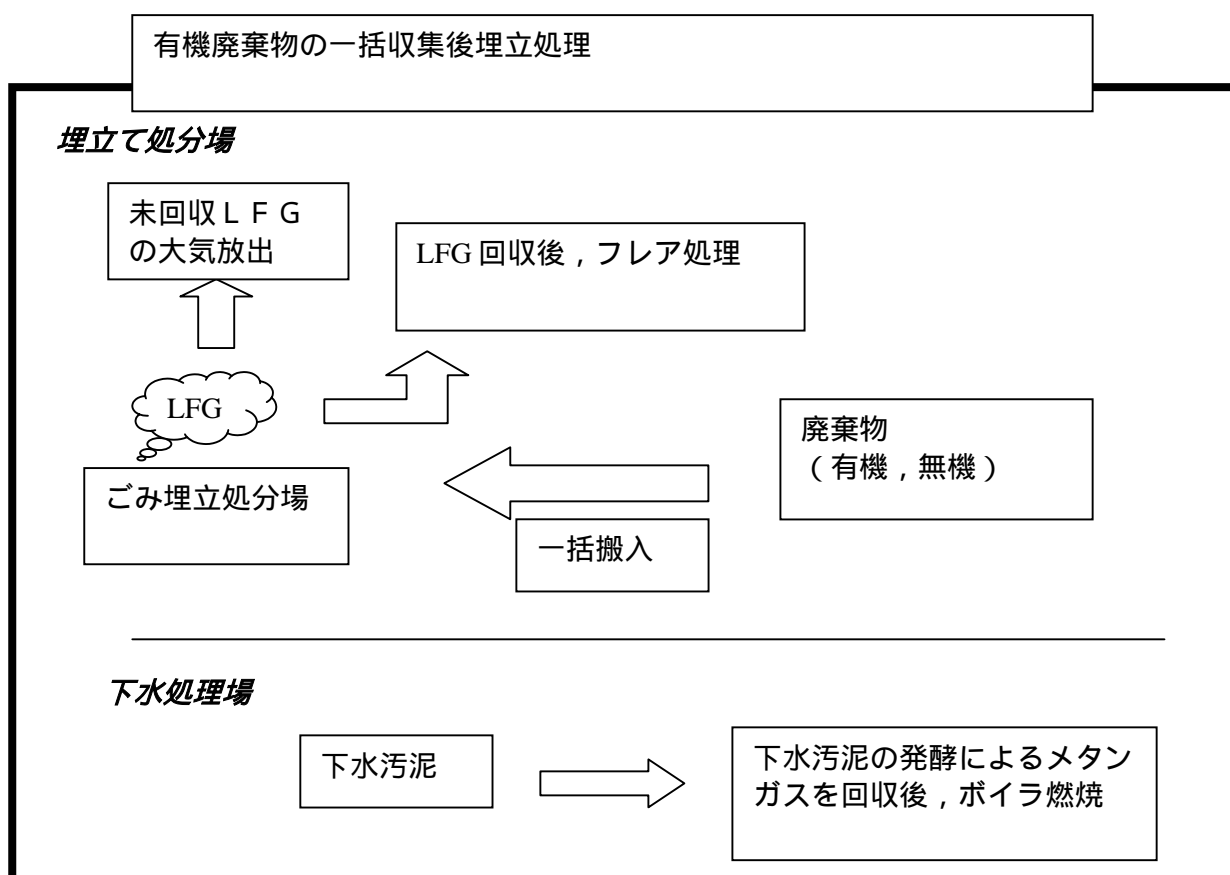 有機廃棄物の一括収集後埋立処理
埋立て処分場
未回収ＬＦＧ
の大気放出
LFG 回収後，フレア処理
LFG
廃棄物
（有機，無機）
ごみ埋立処分場
一括搬入
下水処理場
下水汚泥
下水汚泥の発酵によるメタン
ガスを回収後，ボイラ燃焼